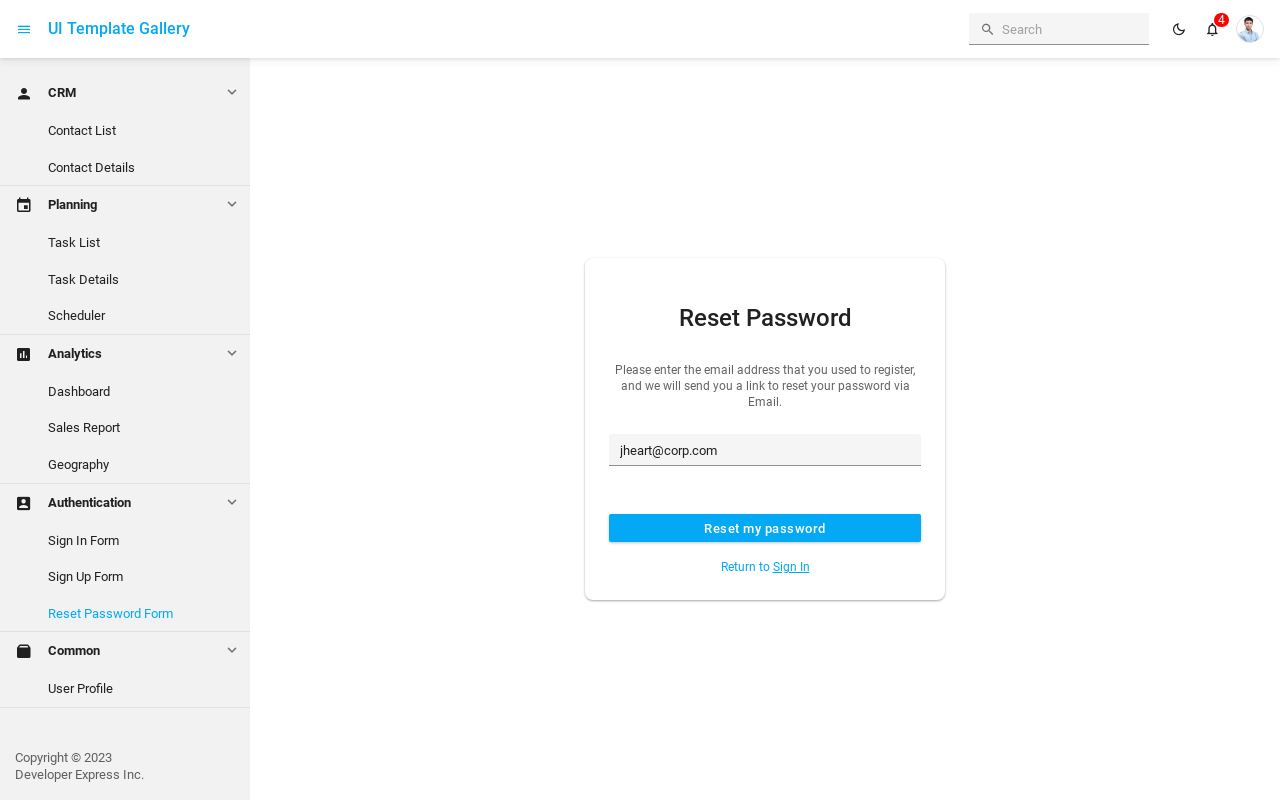 UI Template Gallery
Search
4
CRM
Contact List
Contact Details
Planning
Task List
Task Details
Scheduler
Analytics
Dashboard
Sales Report
Geography
Authentication
Sign In Form
Sign Up Form
Reset Password Form
Common
User Profile
Copyright © 2023
Developer Express Inc.
Reset Password
Please enter the email address that you used to register,
and we will send you a link to reset your password via
Email.
jheart@corp.com
Reset my password
Return to Sign In